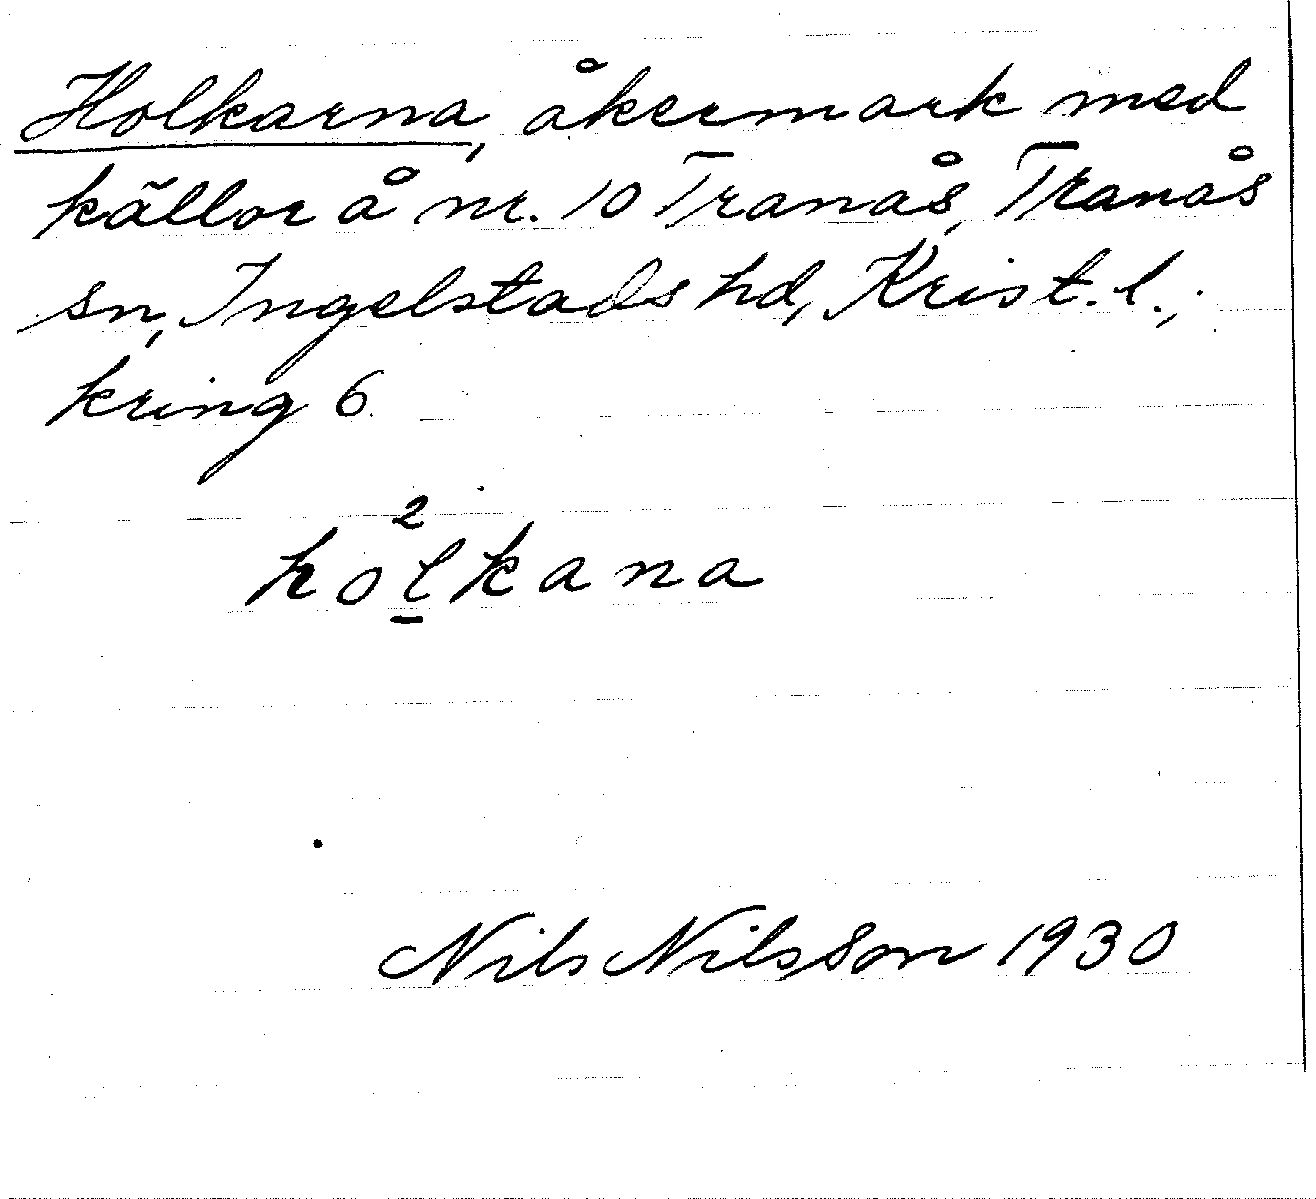 Holkarna, åkermark med
källor å nr. 10 Tranås, Tranås
sn, Ingelstads hd, Krist. l.,
kring 6.
2
holkana
Nils Nilsson 1930